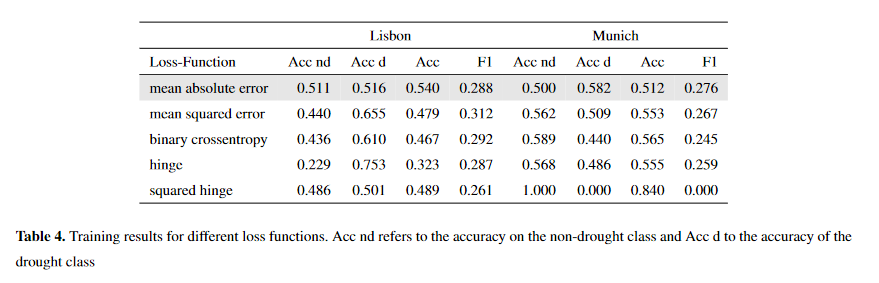 Lisbon Munich
Loss-Function Acc nd Acc d Acc F1 Acc nd Acc d Acc F1
mean absolute error 0.511 0.516 0.540 0.288 0.500 0.582 0.512 0.276
mean squared error 0.440 0.655 0.479 0.312 0.562 0.509 0.553 0.267
binary crossentropy 0.436 0.610 0.467 0.292 0.589 0.440 0.565 0.245
hinge 0.229 0.753 0.323 0.287 0.568 0.486 0.555 0.259
squared hinge 0.486 0.501 0.489 0.261 1.000 0.000 0.840 0.000
Table 4. Training results for different loss functions. Acc nd refers to the accuracy on the non-drought class and Acc d to the accuracy of the
drought class